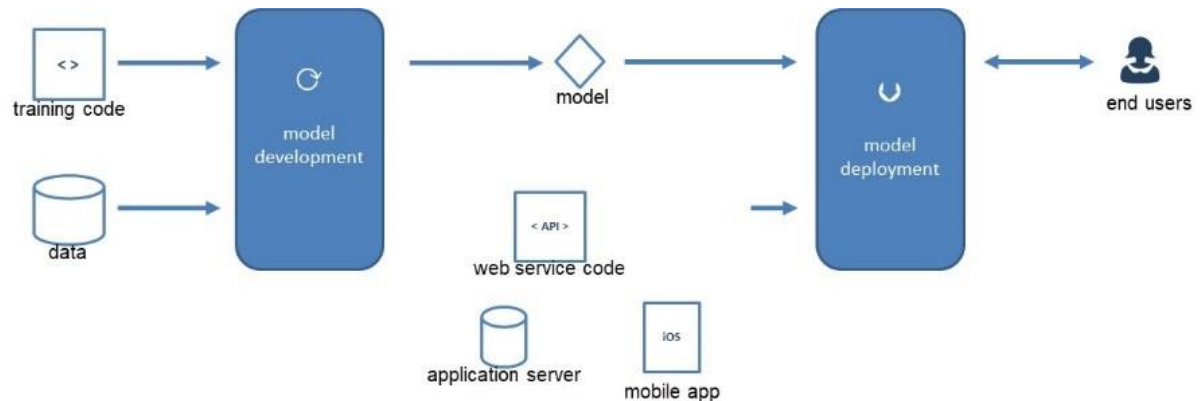 < >
training code
model
development
model
model
deployment
end users
data
< API >
web service code
application server
iOS
mobile app